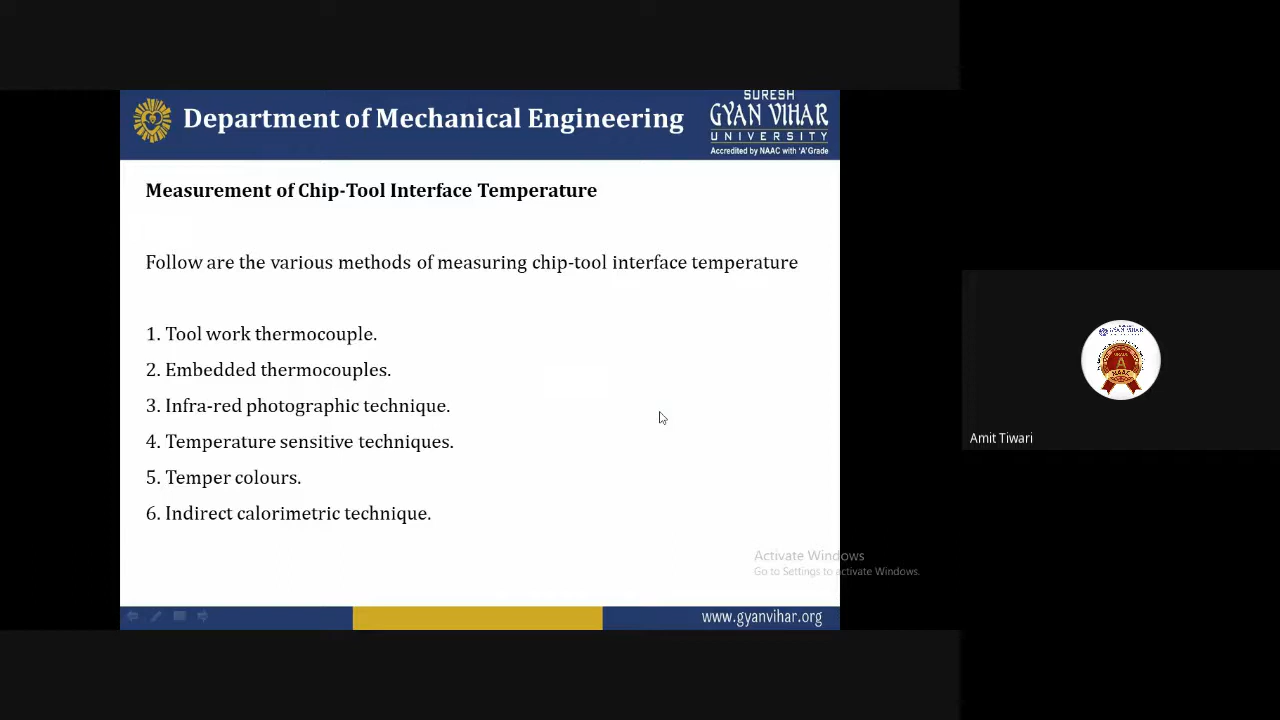 SURESH
GYAN VIHAR
UNIVERSITY
Accredited by NAAC with 'A' Grade
Department of Mechanical Engineering
Measurement of Chip-Tool Interface Temperature
Follow are the various methods of measuring chip-tool interface temperature
1. Tool work thermocouple.
2. Embedded thermocouples.
3. Infra-red photographic technique.
4. Temperature sensitive techniques.
5. Temper colours.
6. Indirect calorimetric technique.
Amit Tiwari
Activate Windows
Go to Settings to activate Windows.
www.gyanvihar.org